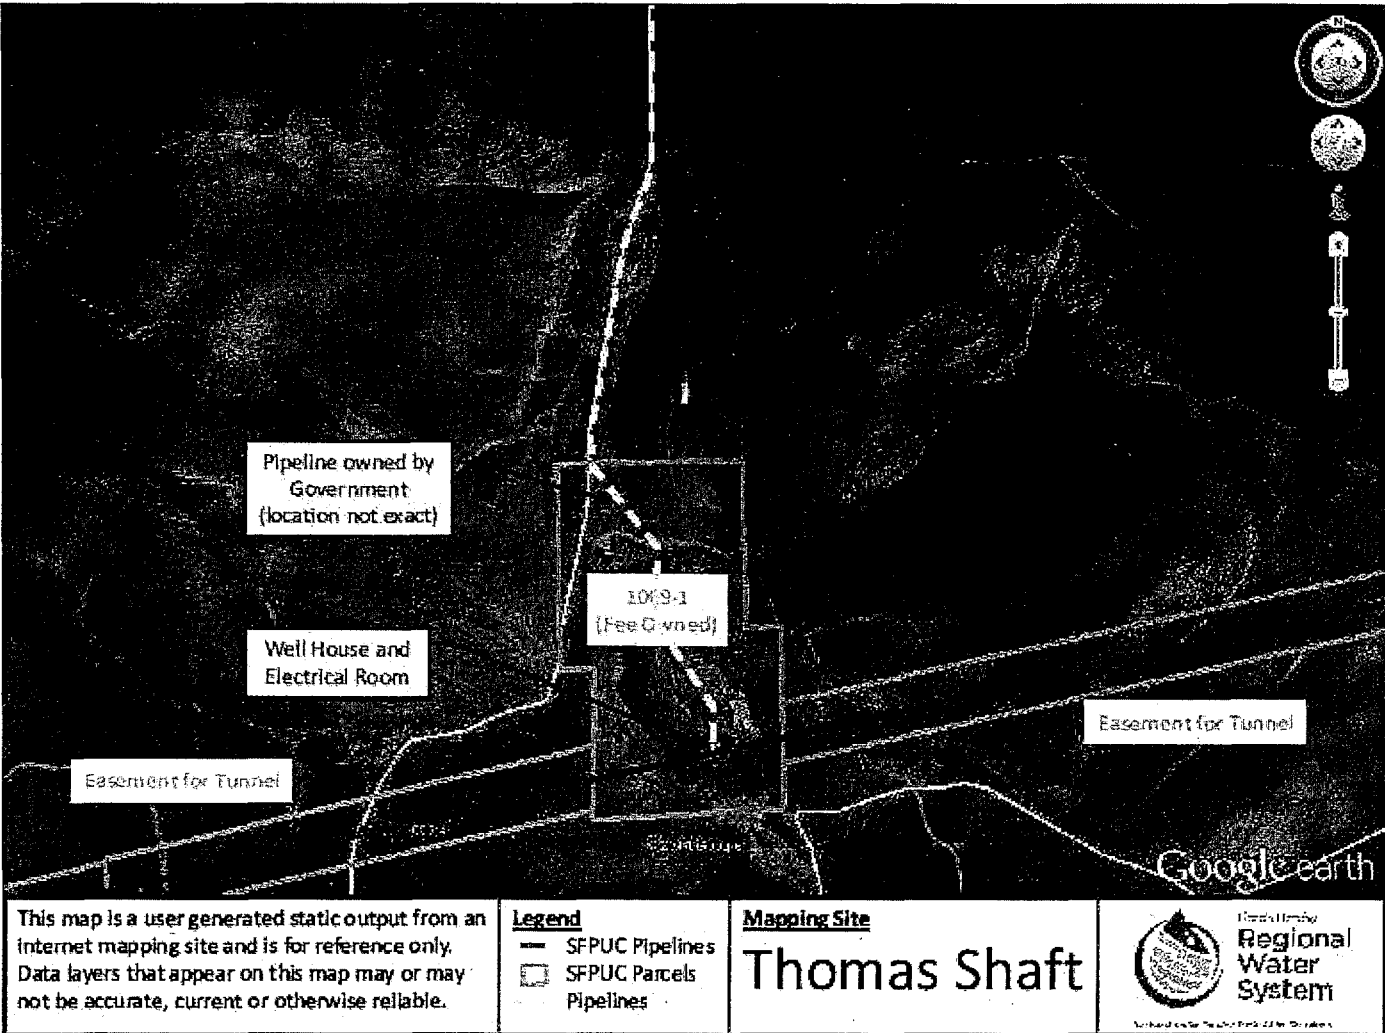 N
Pipeline owned by
Government
(location not exact)
(Fee Owned)
Well House and
Electrical Room
Easement for Tunnel
Easement for Tunnel
Google earth
This map is a user generated static output from an
internet mapping site and is for reference only.
Data layers that appear on this map may or may
not be accurate, current or otherwise reliable.
Legend
SFPUC Pipelines
SFPUC Parcels
Pipelines
Mapping Site
Thomas Shaft
Regional
Water
System